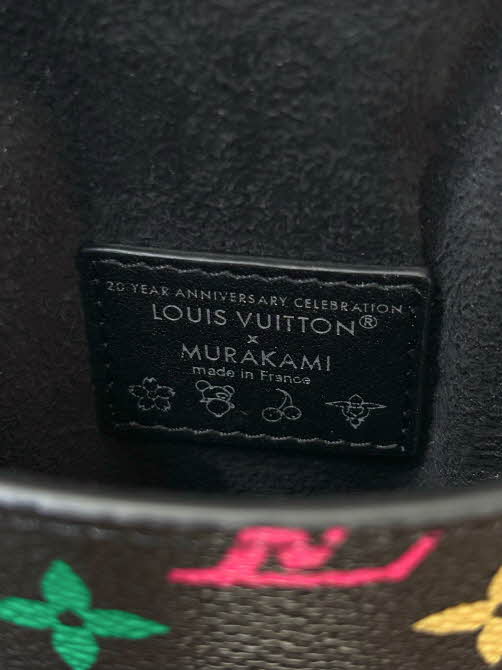 20 YEAR ANNIVERSARY CELEBRATION
LOUIS VUITTON®
x
MURAKAMI
made in France